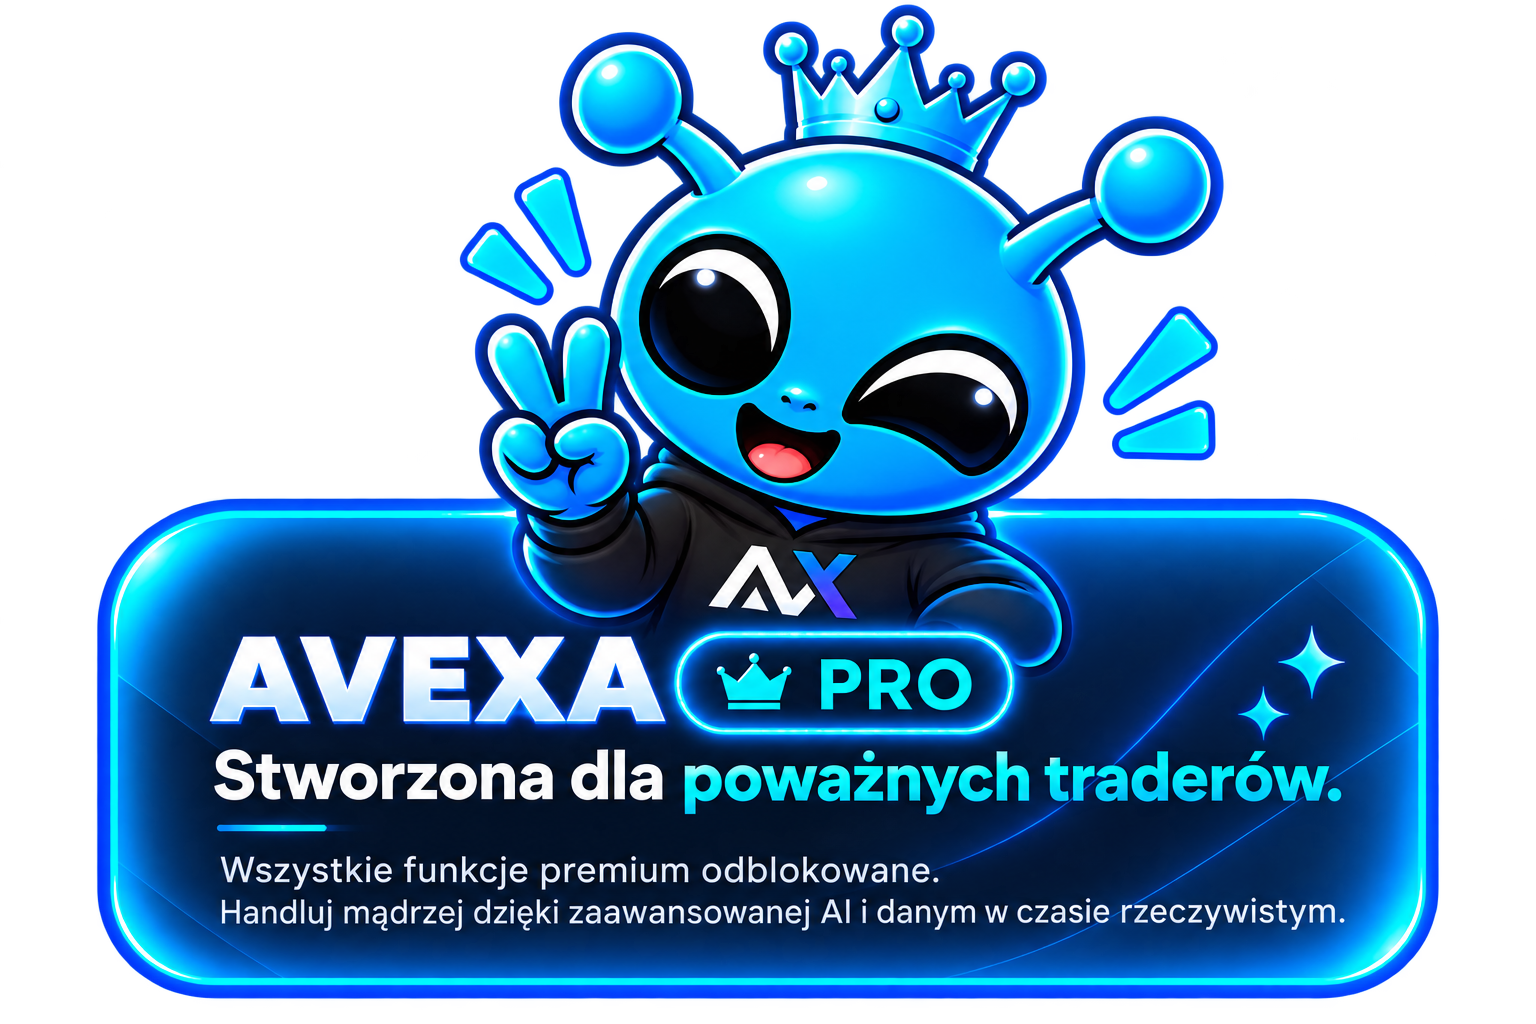 AX
AVEXA PRO
Stworzona dla poważnych traderów.
Wszystkie funkcje premium odblokowane.
Handluj mądrzej dzięki zaawansowanej AI i danym w czasie rzeczywistym.